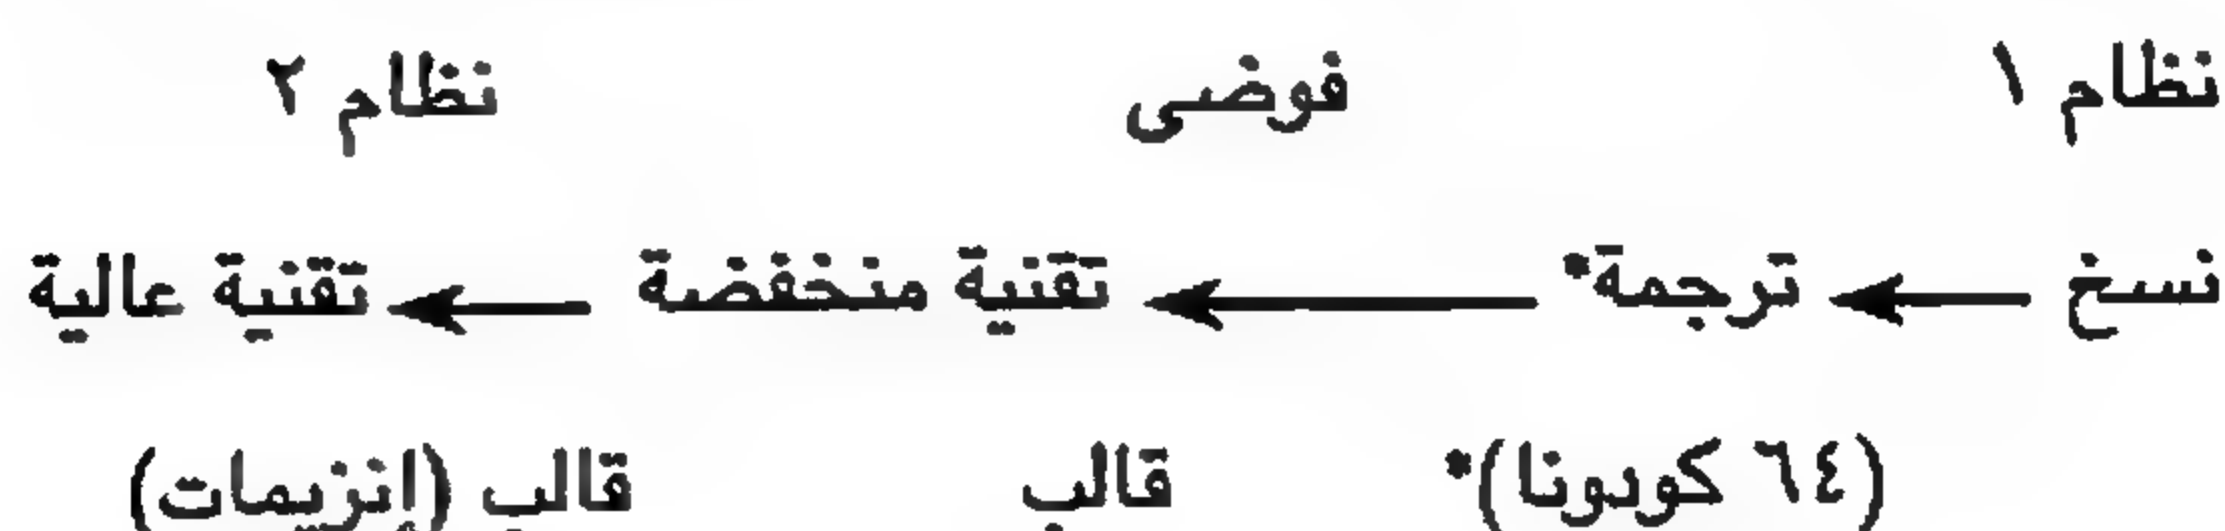 نظام ١ فوضى نظام ٢
نسخ ترجمة* تقنية منخفضة تقنية عالية
(٦٤ كودونا)* قالب قالب (إنزيمات)